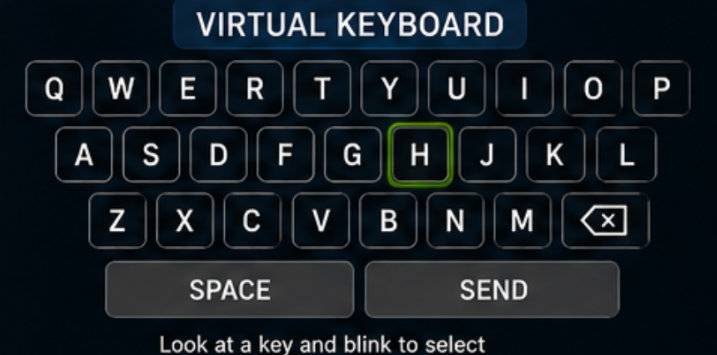 VIRTUAL KEYBOARD
Q W E R T Y U I O P
A S D F G H J K L
Z X C V B N M
SPACE SEND
Look at a key and blink to select